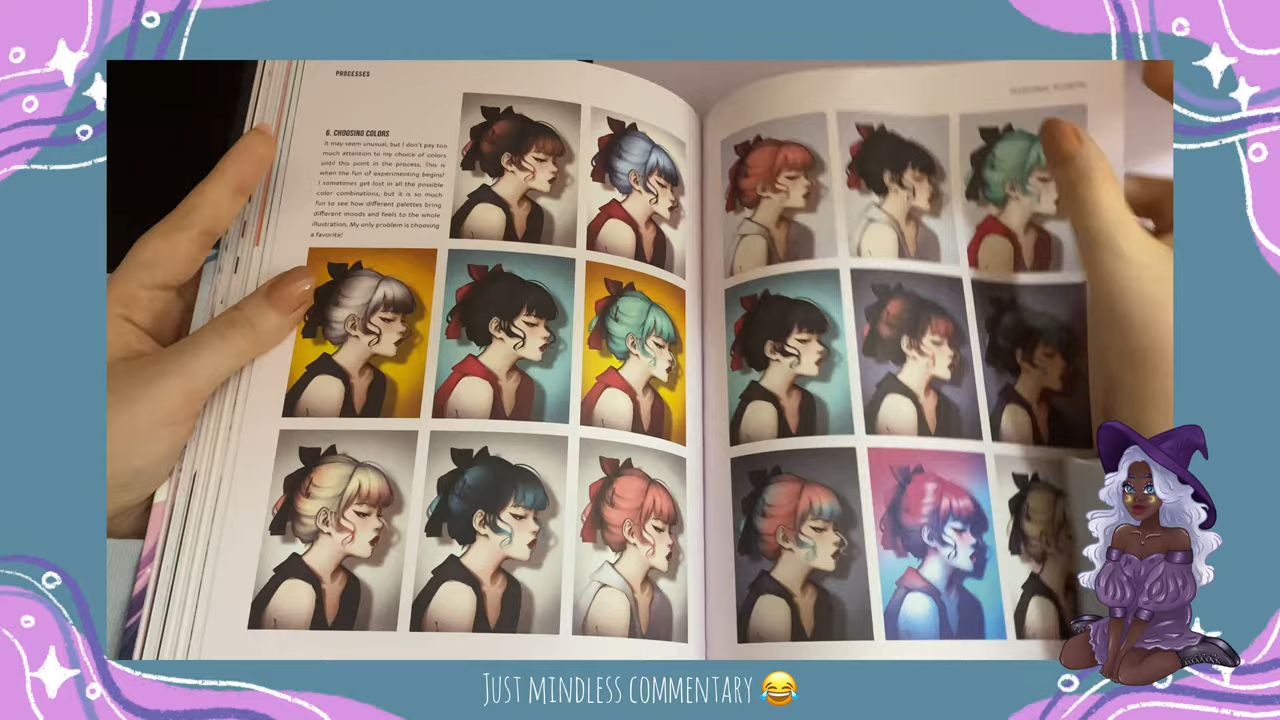 PROCESSES
6. CHOOSING COLORS
It may seem unusual, but I don't pay too
much attention to my choice of colors
until this point in the process. This is
when the fun of experimenting begins!
I sometimes get lost in all the possible
color combinations, but it is so much
fun to see how different palettes bring
different moods and feels to the whole
illustration. My only problem is choosing
a favorite!
JUST MINDLESS COMMENTARY 😂